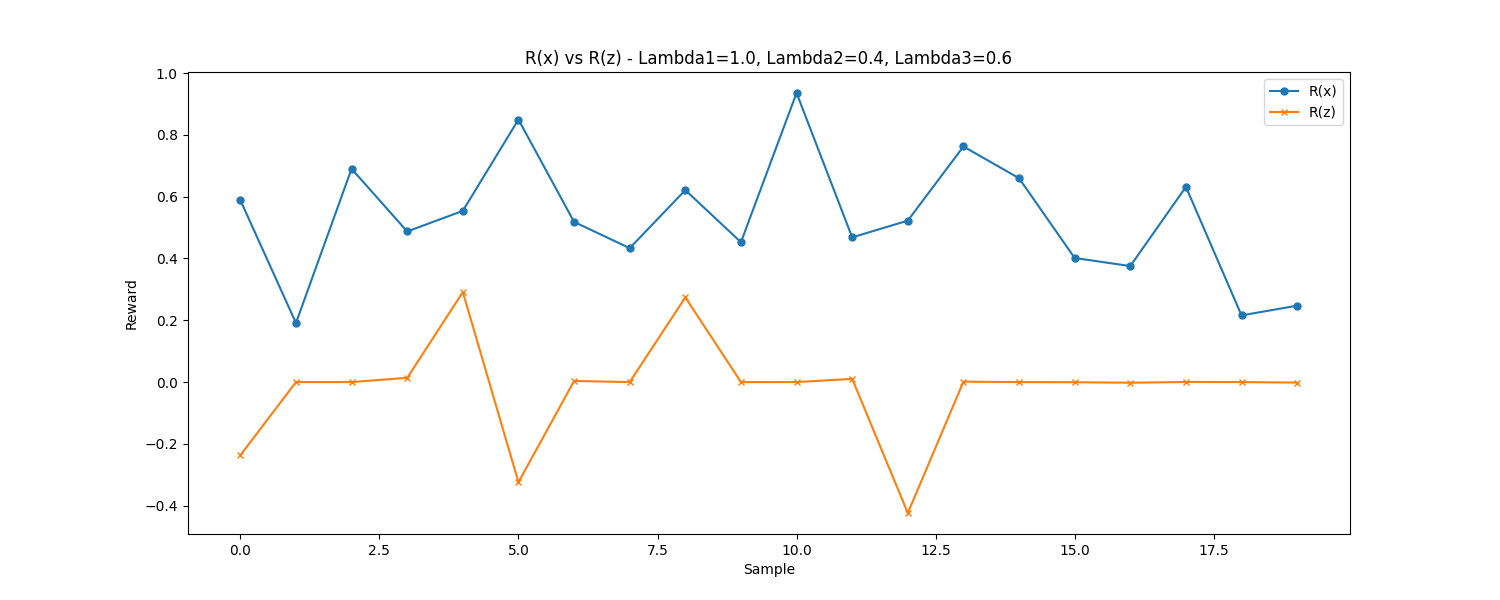 R(x) vs R(z) - Lambda1=1.0, Lambda2=0.4, Lambda3=0.6
R(x)
R(z)
Reward
1.0
0.8
0.6
0.4
0.2
0.0
−0.2
−0.4
0.0 2.5 5.0 7.5 10.0 12.5 15.0 17.5
Sample